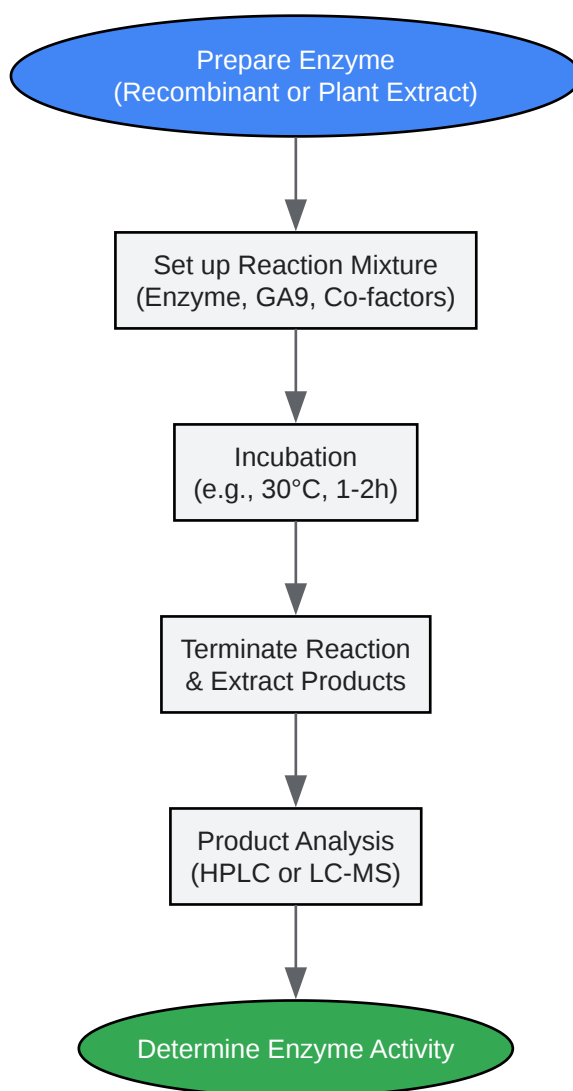 Prepare Enzyme
(Recombinant or Plant Extract)
Set up Reaction Mixture
(Enzyme, GA9, Co-factors)
Incubation
(e.g., 30°C, 1-2h)
Terminate Reaction
& Extract Products
Product Analysis
(HPLC or LC-MS)
Determine Enzyme Activity